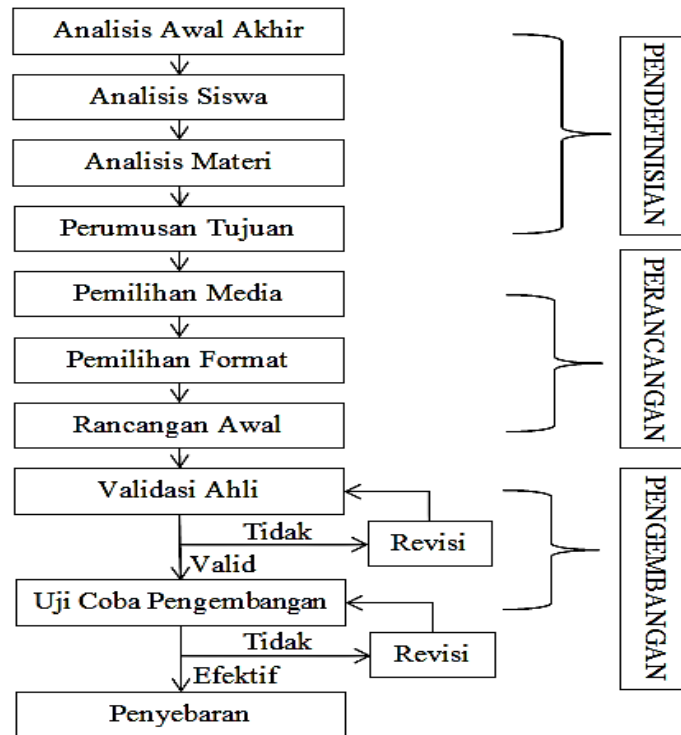 Analisis Awal Akhir
Analisis Siswa
Analisis Materi
Perumusan Tujuan
PENDEFINISIAN
Pemilihan Media
Pemilihan Format
Rancangan Awal
PERANCANGAN
Validasi Ahli
Tidak
Revisi
Valid
Uji Coba Pengembangan
Tidak
Revisi
Efektif
Penyebaran
PENGEMBANGAN